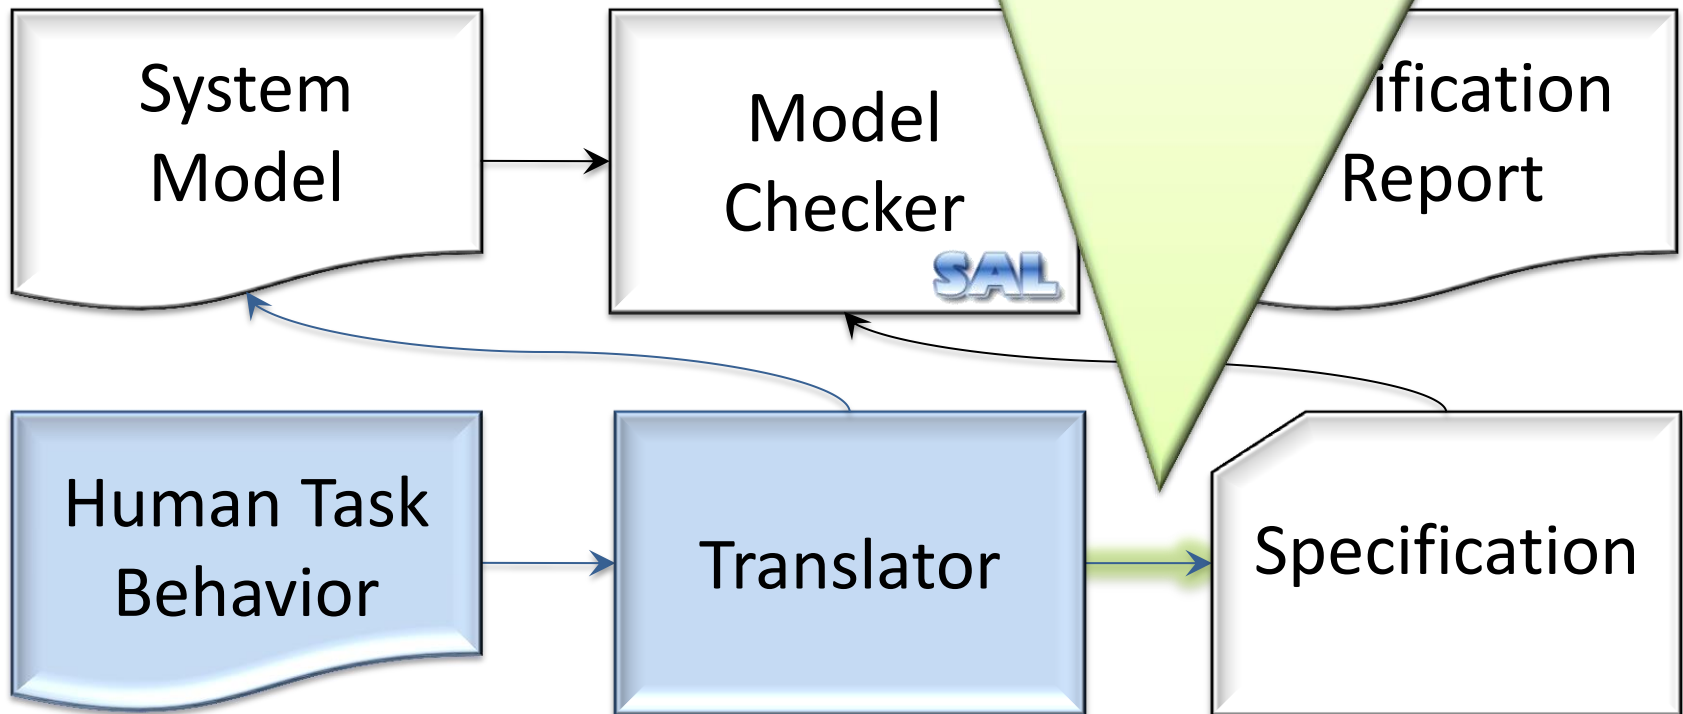 System
Model
Model
Checker
SAL
ification
Report
Human Task
Behavior
Translator
Specification